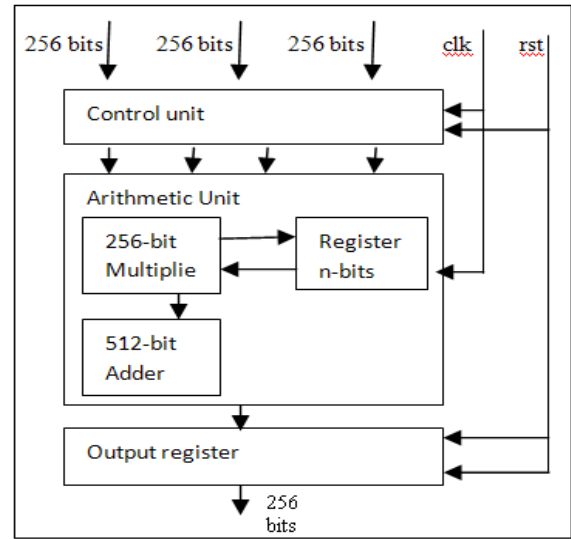 256 bits 256 bits 256 bits clk rst
Control unit
Arithmetic Unit
256-bit
Multiplie
Register
n-bits
512-bit
Adder
Output register
256
bits